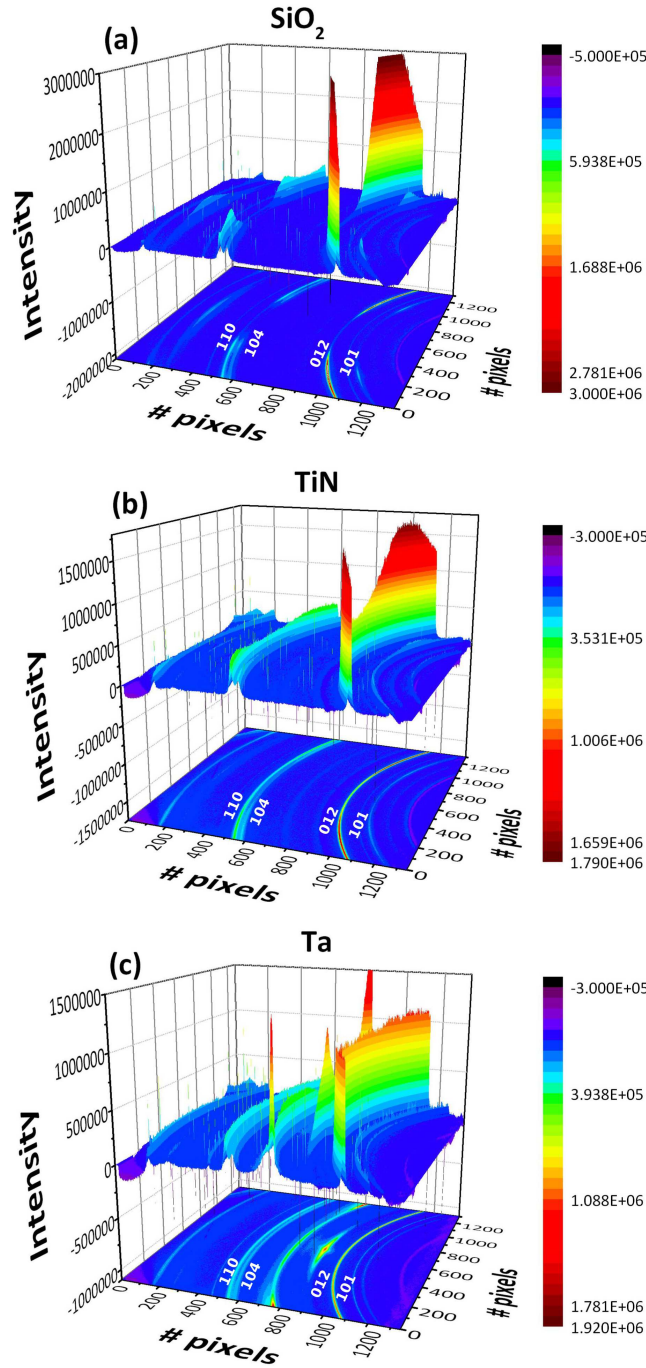 SiO2
(a)
3000000
2000000
1000000
0
-1000000
-2000000
Intensity
0
200
400
600
800
1000
1200
# pixels
0
200
400
600
800
1000
1200
# pixels
110
104
012
101
-5.000E+05
5.938E+05
1.688E+06
2.781E+06
3.000E+06
TiN
(b)
1500000
1000000
500000
0
-500000
-1000000
-1500000
Intensity
0
200
400
600
800
1000
1200
# pixels
0
200
400
600
800
1000
1200
# pixels
110
104
012
101
-3.000E+05
3.531E+05
1.006E+06
1.659E+06
1.790E+06
Ta
(c)
1500000
1000000
500000
0
-500000
-1000000
Intensity
0
200
400
600
800
1000
1200
# pixels
0
200
400
600
800
1000
1200
# pixels
110
104
012
101
-3.000E+05
3.938E+05
1.088E+06
1.781E+06
1.920E+06